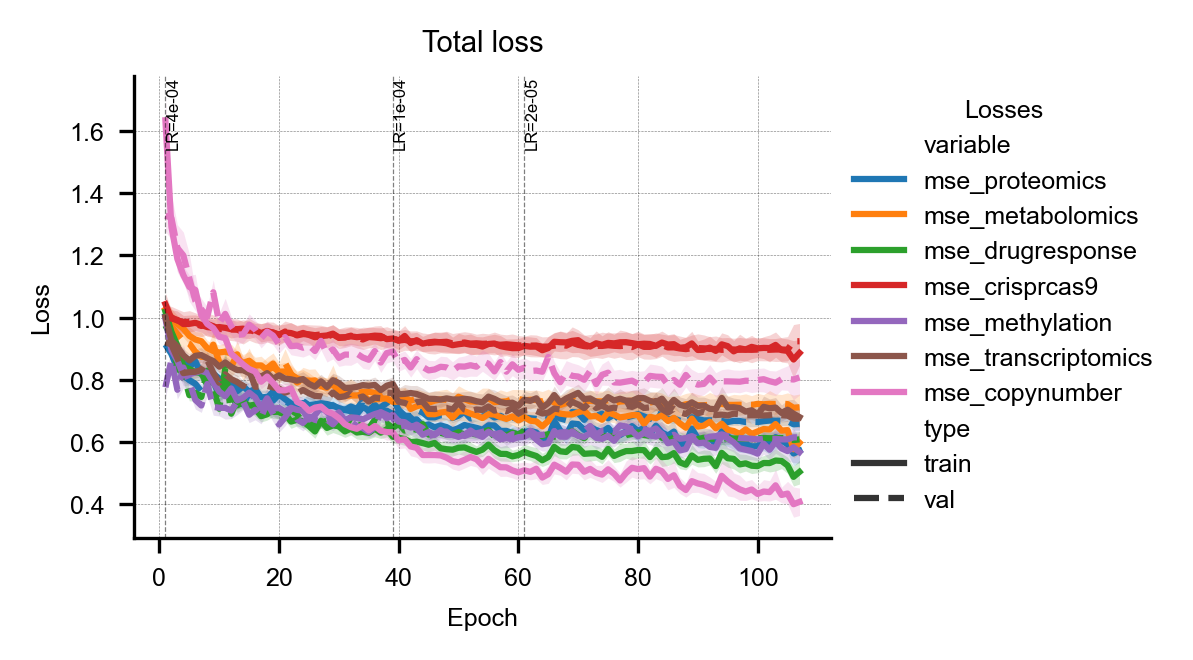 Total loss
LR=4e-04
LR=1e-04
LR=2e-05
1.6
1.4
1.2
1.0
0.8
0.6
0.4
Loss
0
20
40
60
80
100
Epoch
Losses
variable
mse_proteomics
mse_metabolomics
mse_drugresponse
mse_crisprcas9
mse_methylation
mse_transcriptomics
mse_copynumber
type
train
val